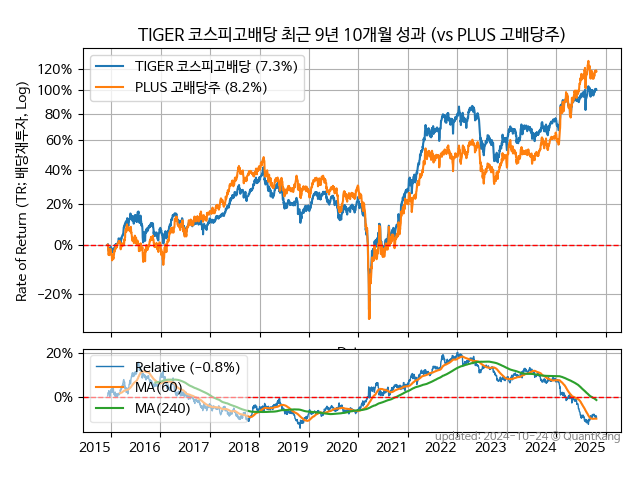 TIGER 코스피고배당 최근 9년 10개월 성과 (vs PLUS 고배당주)
Rate of Return (TR: 배당재투자, Log)
120%
100%
80%
60%
40%
20%
0%
−20%
TIGER 코스피고배당 (7.3%)
PLUS 고배당주 (8.2%)
20%
0%
Relative (−0.8%)
MA(60)
MA(240)
updated: 2024-10-24 © QuantKang
2015 2016 2017 2018 2019 2020 2021 2022 2023 2024 2025